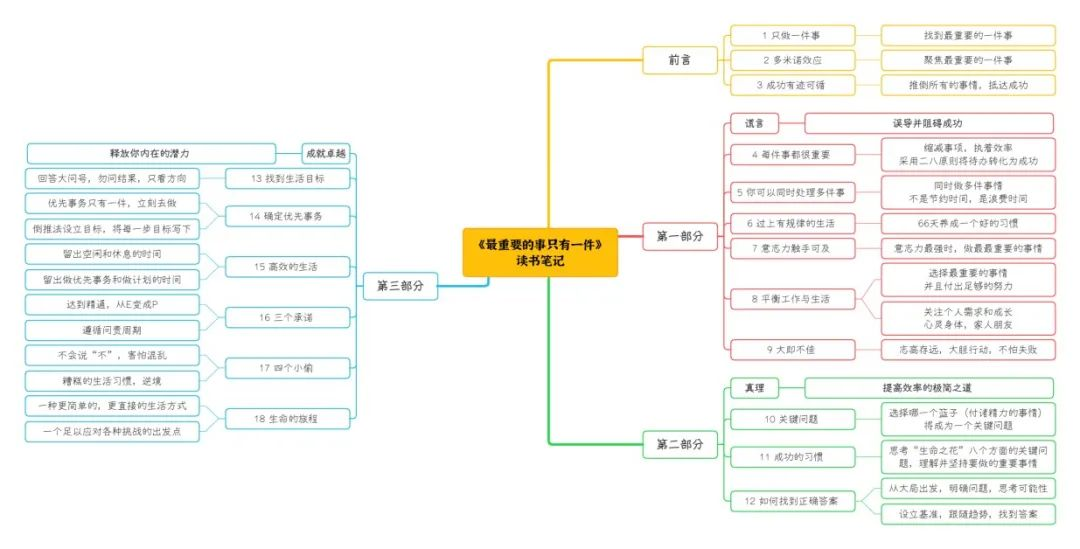 《最重要的事只有一件》
读书笔记
前言
1 只做一件事
找到最重要的一件事
2 多米诺效应
聚焦最重要的一件事
3 成功有迹可循
推倒所有的事情，抵达成功
第一部分
谎言
误导并阻碍成功
4 每件事都很重要
缩减事项，执着效率
采用二八原则将待办转化为成功
5 你可以同时处理多件事
同时做多件事情
不是节约时间，是浪费时间
6 过上有规律的生活
66天养成一个好的习惯
7 意志力触手可及
意志力最强时，做最最重要的事情
8 平衡工作与生活
选择最重要的事情
并且付出足够的努力
关注个人需求和成长
心灵身体，家人朋友
9 大即不佳
志高存远，大胆行动，不怕失败
第二部分
真理
提高效率的极简之道
10 关键问题
选择哪一个篮子（付诸精力的事情）
将成为一个关键问题
11 成功的习惯
思考“生命之花”八个方面的关键问
题，理解并坚持要做的重要事情
12 如何找到正确答案
从大局出发，明确问题，思考可能性
设立基准，跟随趋势，找到答案
第三部分
成就卓越
释放你内在的潜力
13 找到生活目标
回答大问号，勿问结果，只看方向
14 确定优先事务
优先事务只有一件，立刻去做
倒推法设立目标，将每一步目标写下
15 高效的生活
留出空闲和休息的时间
留出做优先事务和做计划的时间
16 三个承诺
达到精通，从E变成P
遵循问责周期
17 四个小偷
不会说“不”，害怕混乱
糟糕的生活习惯，逆境
18 生命的旅程
一种更简单的，更直接的生活方式
一个足以应对各种挑战的出发点